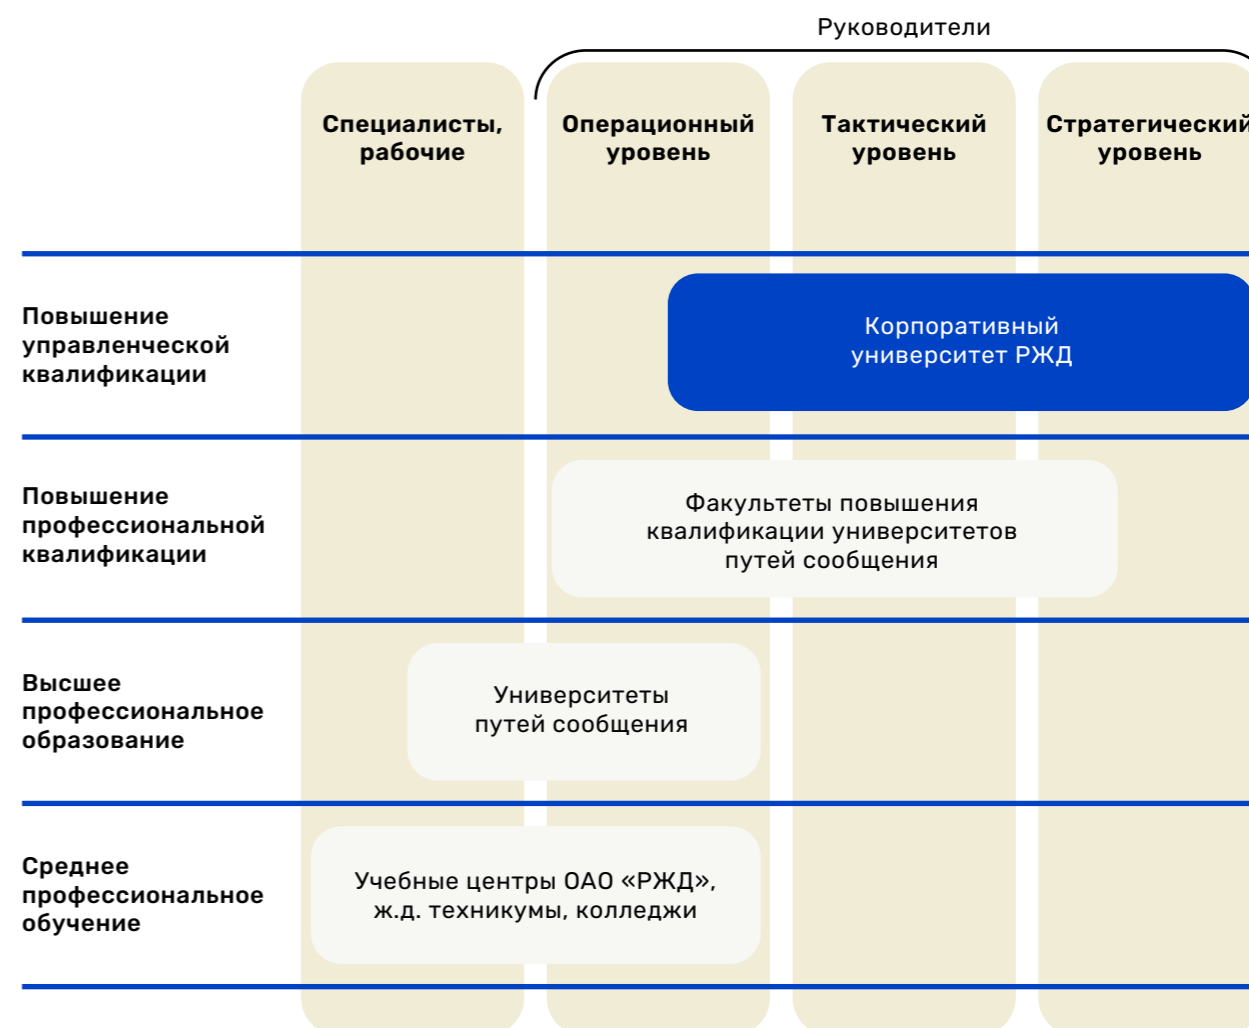 Руководители
Специалисты,
рабочие
Операционный
уровень
Тактический
уровень
Стратегический
уровень
Повышение
управленческой
квалификации
Корпоративный
университет РЖД
Повышение
профессиональной
квалификации
Факультеты повышения
квалификации университетов
путей сообщения
Высшее
профессиональное
образование
Университеты
путей сообщения
Среднее
профессиональное
обучение
Учебные центры ОАО «РЖД»,
ж.д. техникумы, колледжи